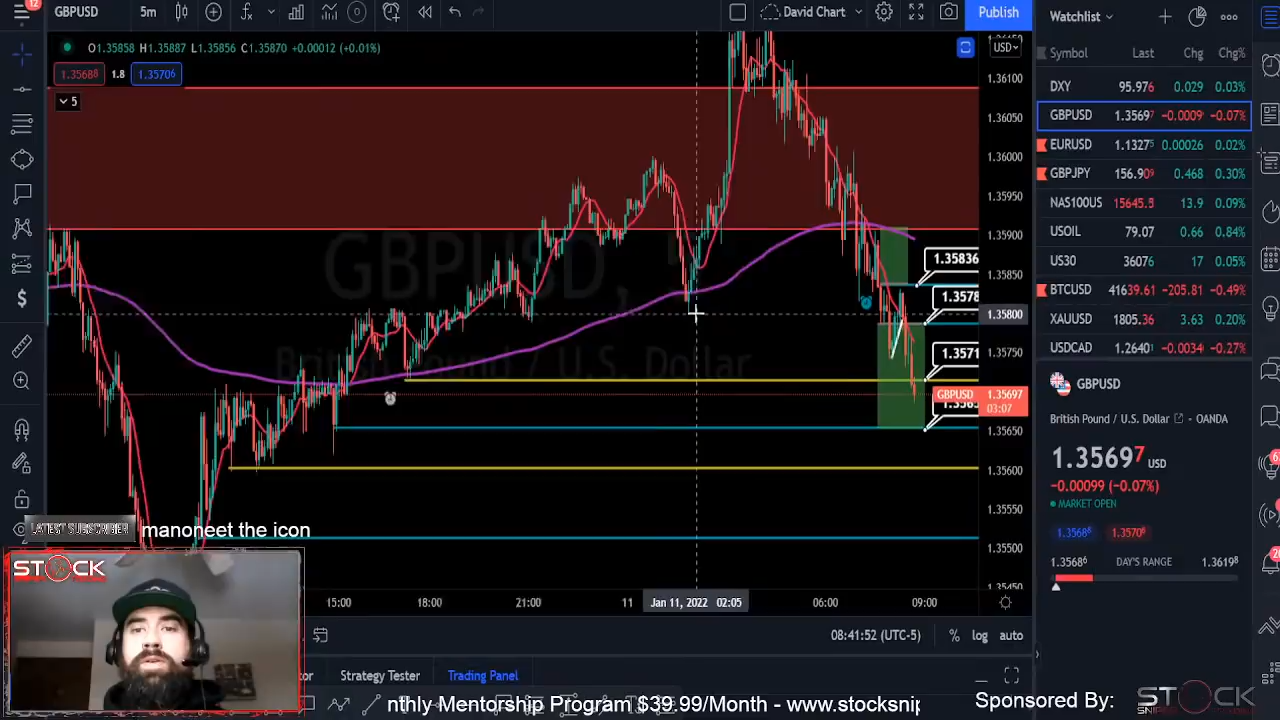 12
GBPUSD
5m
David Chart
Publish
Watchlist
O1.35858 H1.35887 L1.35856 C1.35870 +0.00012 (+0.01%)
USD
1.35688
1.8
1.35706
5
1.36100
1.36050
1.36000
1.35950
1.35900
1.35850
1.35800
1.35750
1.35697
03:07
1.35650
1.35600
1.35550
1.35500
GBPUSD
British Pound / U.S. Dollar
1.35836
1.3578
1.3571
GBPUSD
Symbol Last Chg Chg%
DXY 95.976 0.029 0.03%
GBPUSD 1.35697 −0.0009 −0.07%
EURUSD 1.13275 0.00026 0.02%
GBPJPY 156.909 0.468 0.30%
NAS100US 15645.5 13.9 0.09%
USOIL 79.07 0.66 0.84%
US30 36076 17 0.05%
BTCUSD 41639.61 −205.81 −0.49%
XAUUSD 1805.36 3.63 0.20%
USDCAD 1.26401 −0.0034 −0.27%
GBPUSD
British Pound / U.S. Dollar · OANDA
1.35697 USD
−0.00099 (−0.07%)
MARKET OPEN
1.35686 1.35706
1.35686 DAY'S RANGE 1.36198
LATEST SUBSCRIBER manoneet the icon
STOCK
15:00 18:00 21:00 11 Jan 11, 2022 02:05 06:00 09:00
08:41:52 (UTC-5) % log auto
Strategy Tester Trading Panel
nthly Mentorship Program $39.99/Month - www.stocksnip
Sponsored By:
STOCK